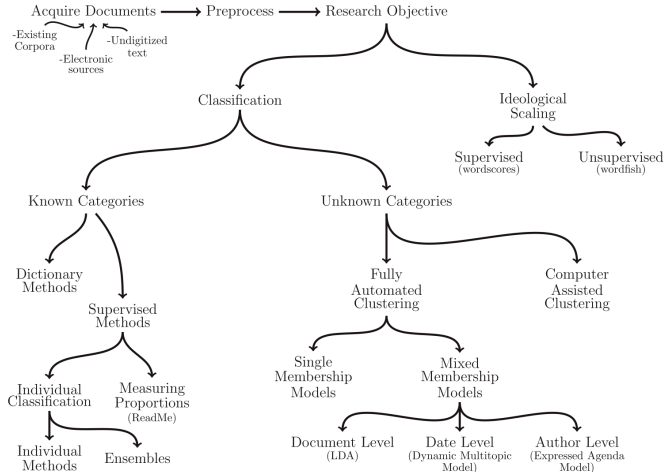 Acquire Documents
Preprocess
Research Objective
-Existing
Corpora
-Undigitized
text
-Electronic
sources
Classification
Ideological
Scaling
Supervised
(wordscores)
Unsupervised
(wordfish)
Known Categories
Unknown Categories
Dictionary
Methods
Supervised
Methods
Fully
Automated
Clustering
Computer
Assisted
Clustering
Individual
Classification
Measuring
Proportions
(ReadMe)
Single
Membership
Models
Mixed
Membership
Models
Individual
Methods
Ensembles
Document Level
(LDA)
Date Level
(Dynamic Multitopic
Model)
Author Level
(Expressed Agenda
Model)